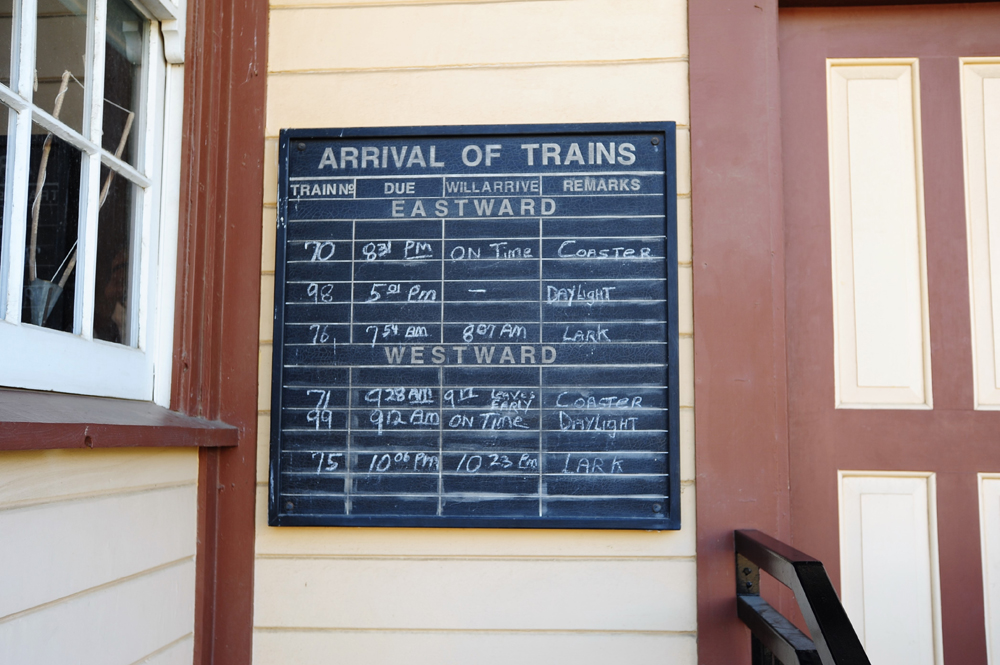 ARRIVAL OF TRAINS
TRAIN No DUE WILL ARRIVE REMARKS
EASTWARD
70 831 PM ON TIME COASTER
98 501 PM — DAYLIGHT
76 754 AM 807 AM LARK
WESTWARD
71 928 AM 917 LEAVES EARLY COASTER
99 912 AM ON TIME DAYLIGHT
75 1006 PM 1023 PM LARK